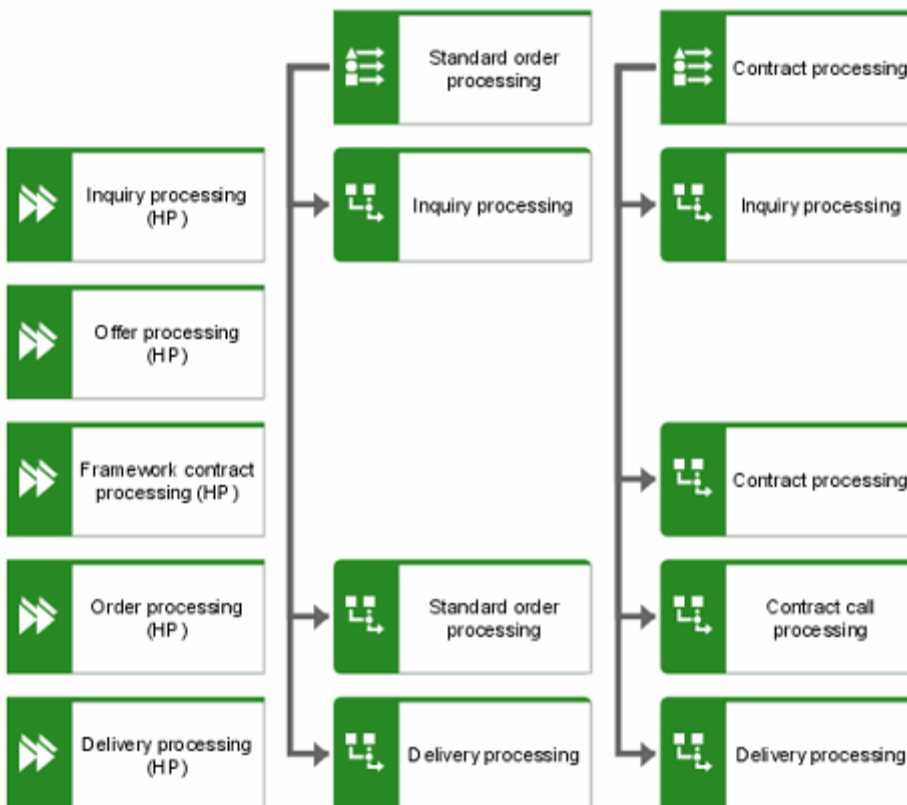 Standard order
processing
Contract processing
Inquiry processing
(HP)
Inquiry processing
Inquiry processing
Offer processing
(HP)
Framework contract
processing (HP)
Contract processing
Order processing
(HP)
Standard order
processing
Contract call
processing
Delivery processing
(HP)
Delivery processing
Delivery processing